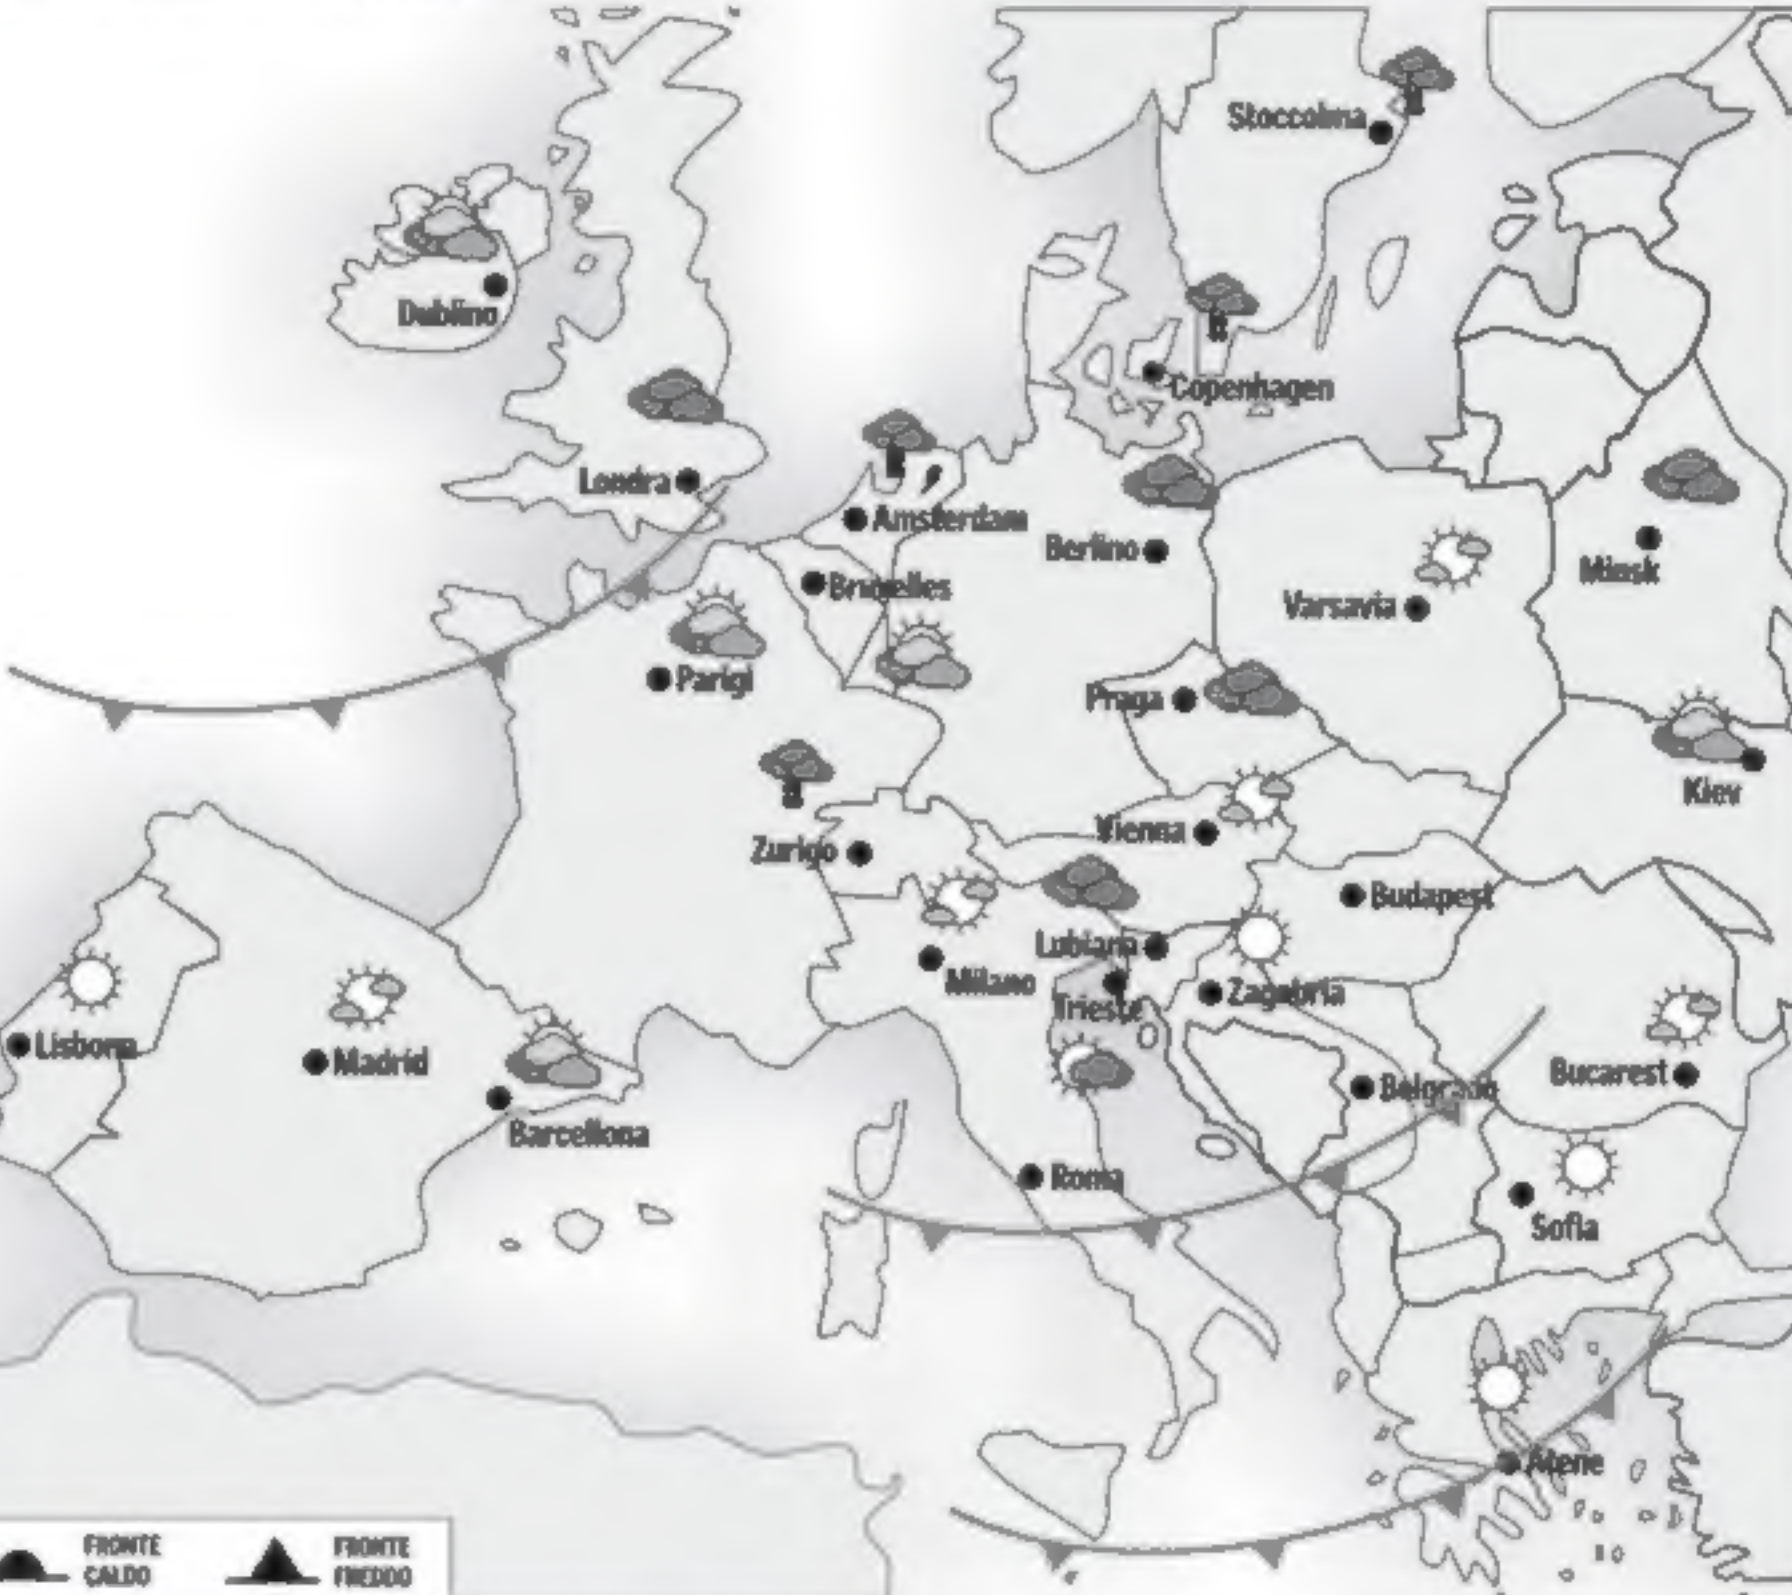 Stoccolma
Dublino
Copenhagen
Londra
Amsterdam
Berlino
Minsk
Bruxelles
Varsavia
Parigi
Praga
Kiev
Vienna
Zurigo
Budapest
Lubiana
Milano
Zagabria
Trieste
Lisbona
Madrid
Belgrado
Bucarest
Barcellona
Roma
Sofia
Atene
FRONTE
CALDO
FRONTE
FREDDO